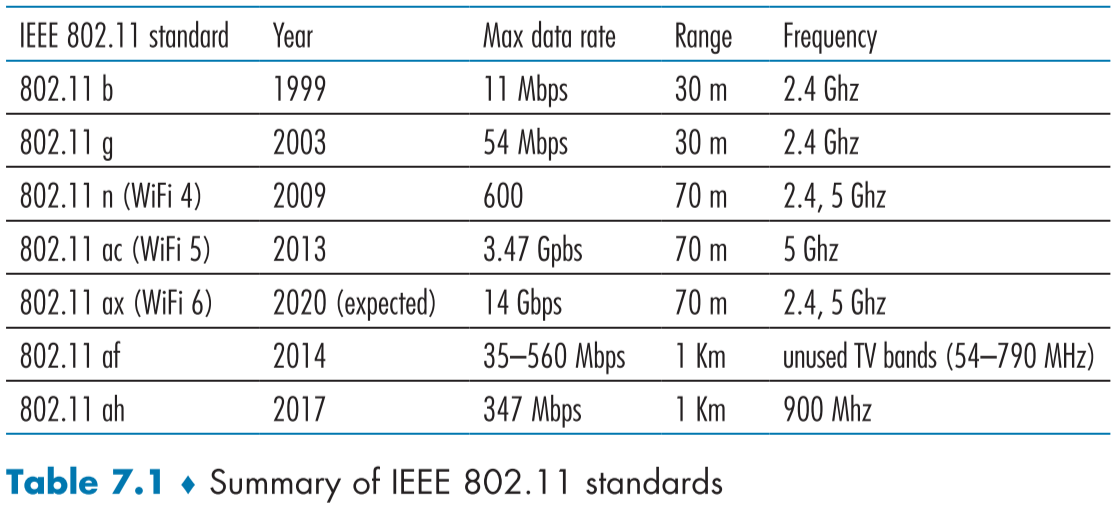 IEEE 802.11 standard Year Max data rate Range Frequency
802.11 b 1999 11 Mbps 30 m 2.4 Ghz
802.11 g 2003 54 Mbps 30 m 2.4 Ghz
802.11 n (WiFi 4) 2009 600 70 m 2.4, 5 Ghz
802.11 ac (WiFi 5) 2013 3.47 Gpbs 70 m 5 Ghz
802.11 ax (WiFi 6) 2020 (expected) 14 Gbps 70 m 2.4, 5 Ghz
802.11 af 2014 35–560 Mbps 1 Km unused TV bands (54–790 MHz)
802.11 ah 2017 347 Mbps 1 Km 900 Mhz
Table 7.1 ♦ Summary of IEEE 802.11 standards